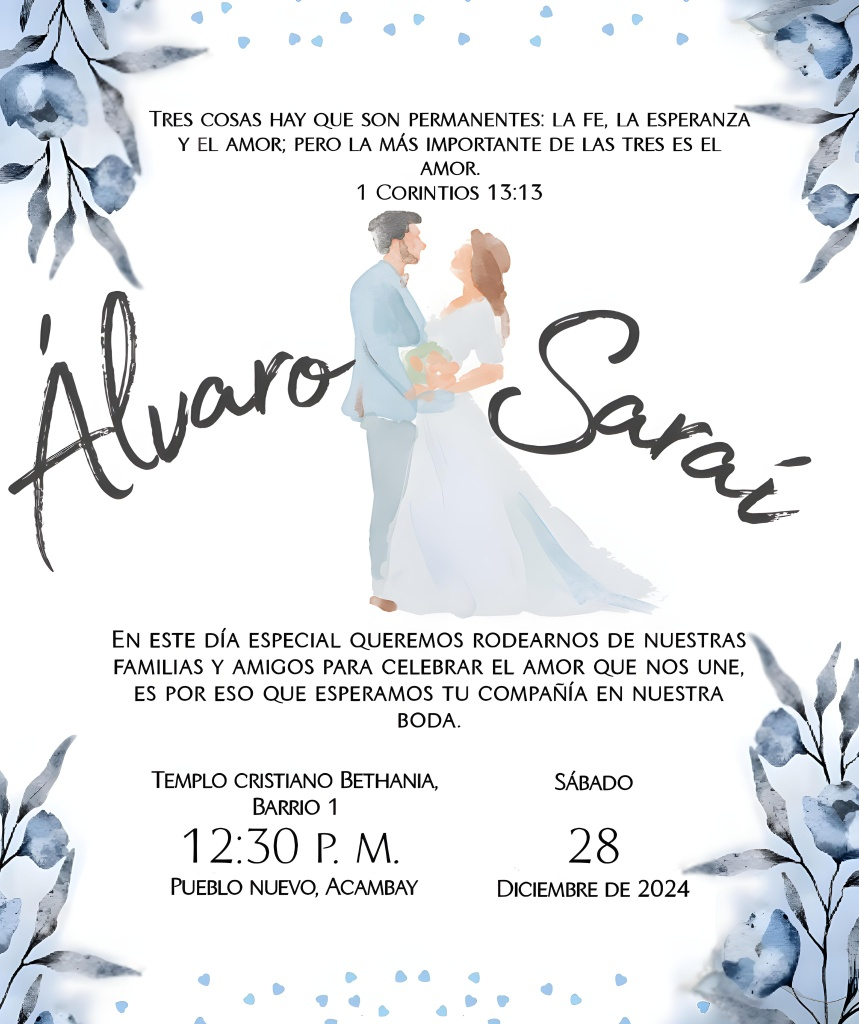 Tres cosas hay que son permanentes: la fe, la esperanza
y el amor; pero la más importante de las tres es el
amor.
1 Corintios 13:13
Álvaro
Saraí
En este día especial queremos rodearnos de nuestras
familias y amigos para celebrar el amor que nos une,
es por eso que esperamos tu compañía en nuestra
boda.
Templo cristiano Bethania,
Barrio 1
12:30 p. m.
Pueblo nuevo, Acambay
Sábado
28
Diciembre de 2024